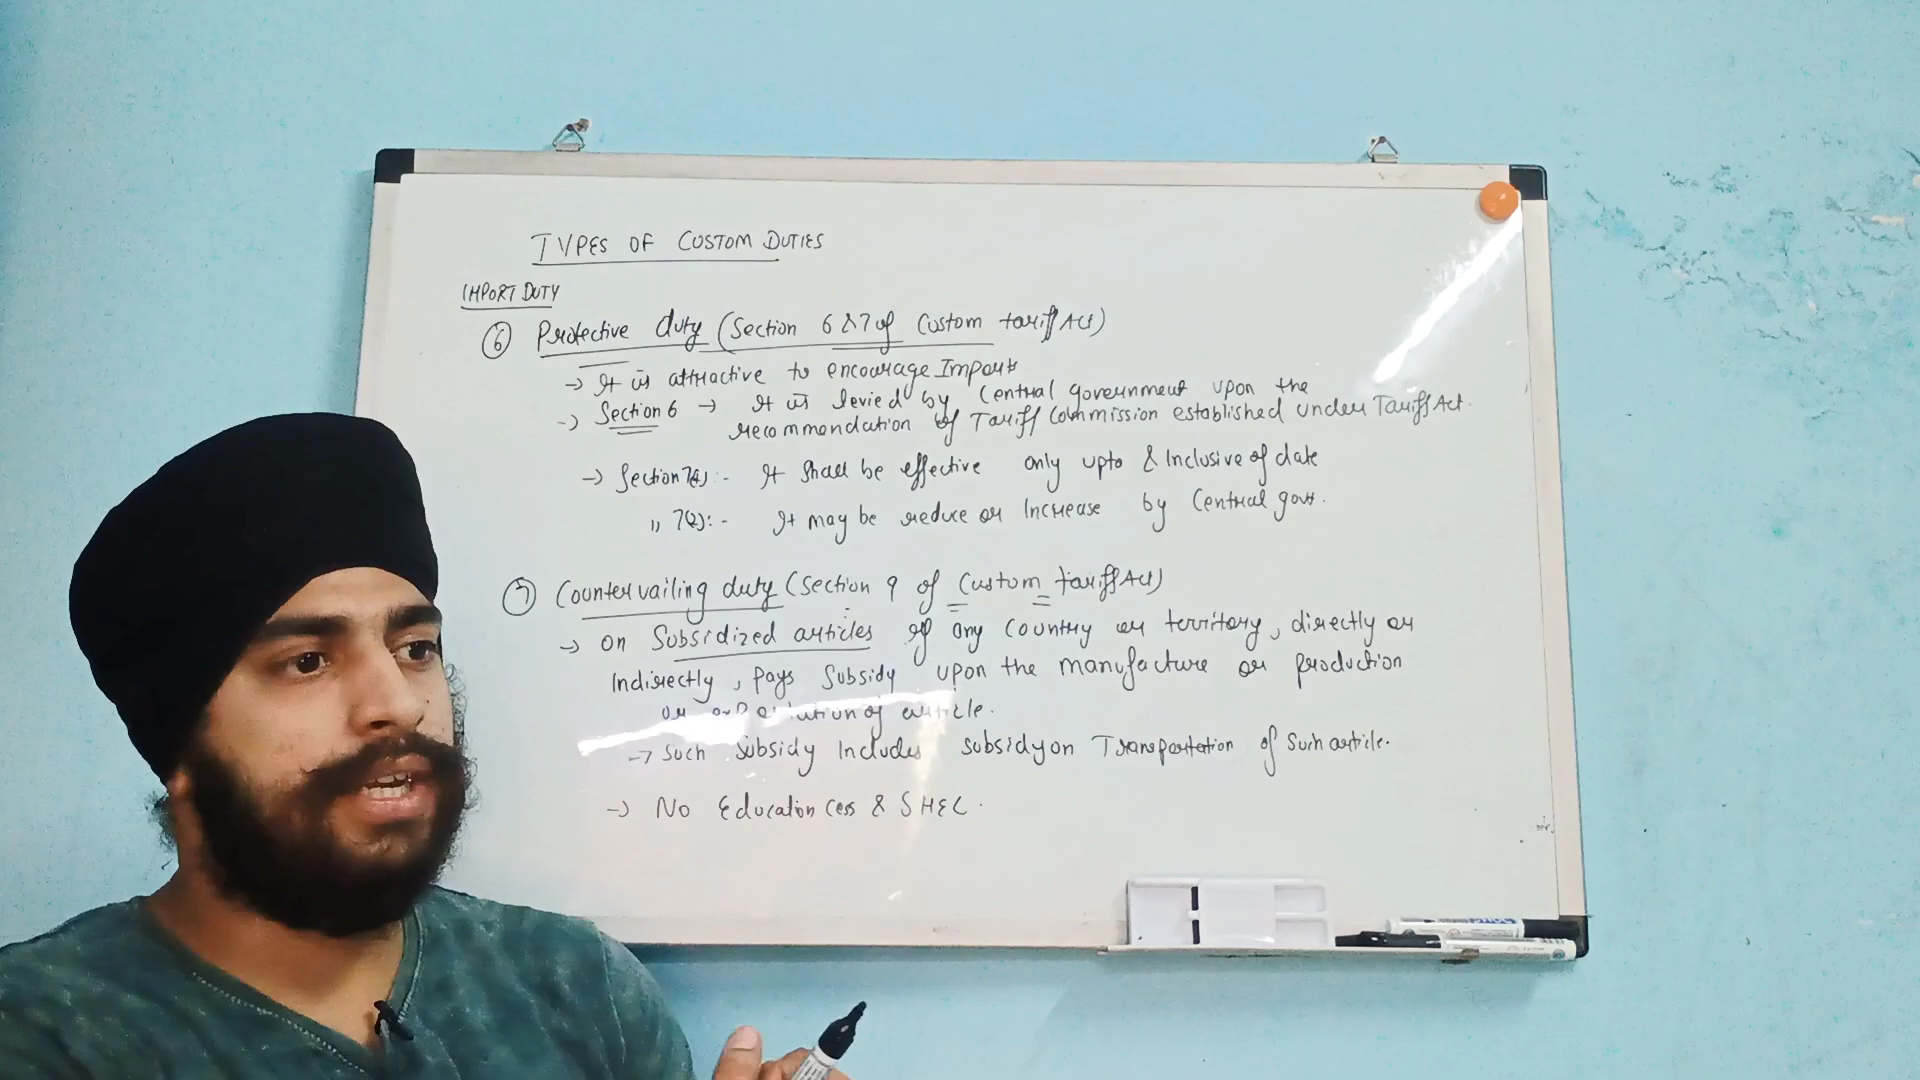 TYPES OF CUSTOM DUTIES
IMPORT DUTY
⑥ Protective duty (Section 6 & 7 of Custom tariff Act)
→ It is attractive to encourage Imports
→ Section 6 → It is levied by Central government upon the
recommendation of Tariff Commission established under Tariff Act.
→ Section 7(1):- It shall be effective only upto & Inclusive of date
,, 7(2):- It may be reduce or Increase by Central govt.
⑦ Countervailing duty (Section 9 of Custom tariff Act)
→ on Subsidized articles If any Country or territory, directly or
Indirectly, pays Subsidy upon the manufacture or production
or of article.
→ Such Subsidy Includes subsidy on Transportation of Such article.
→ No Education cess & SHEC.